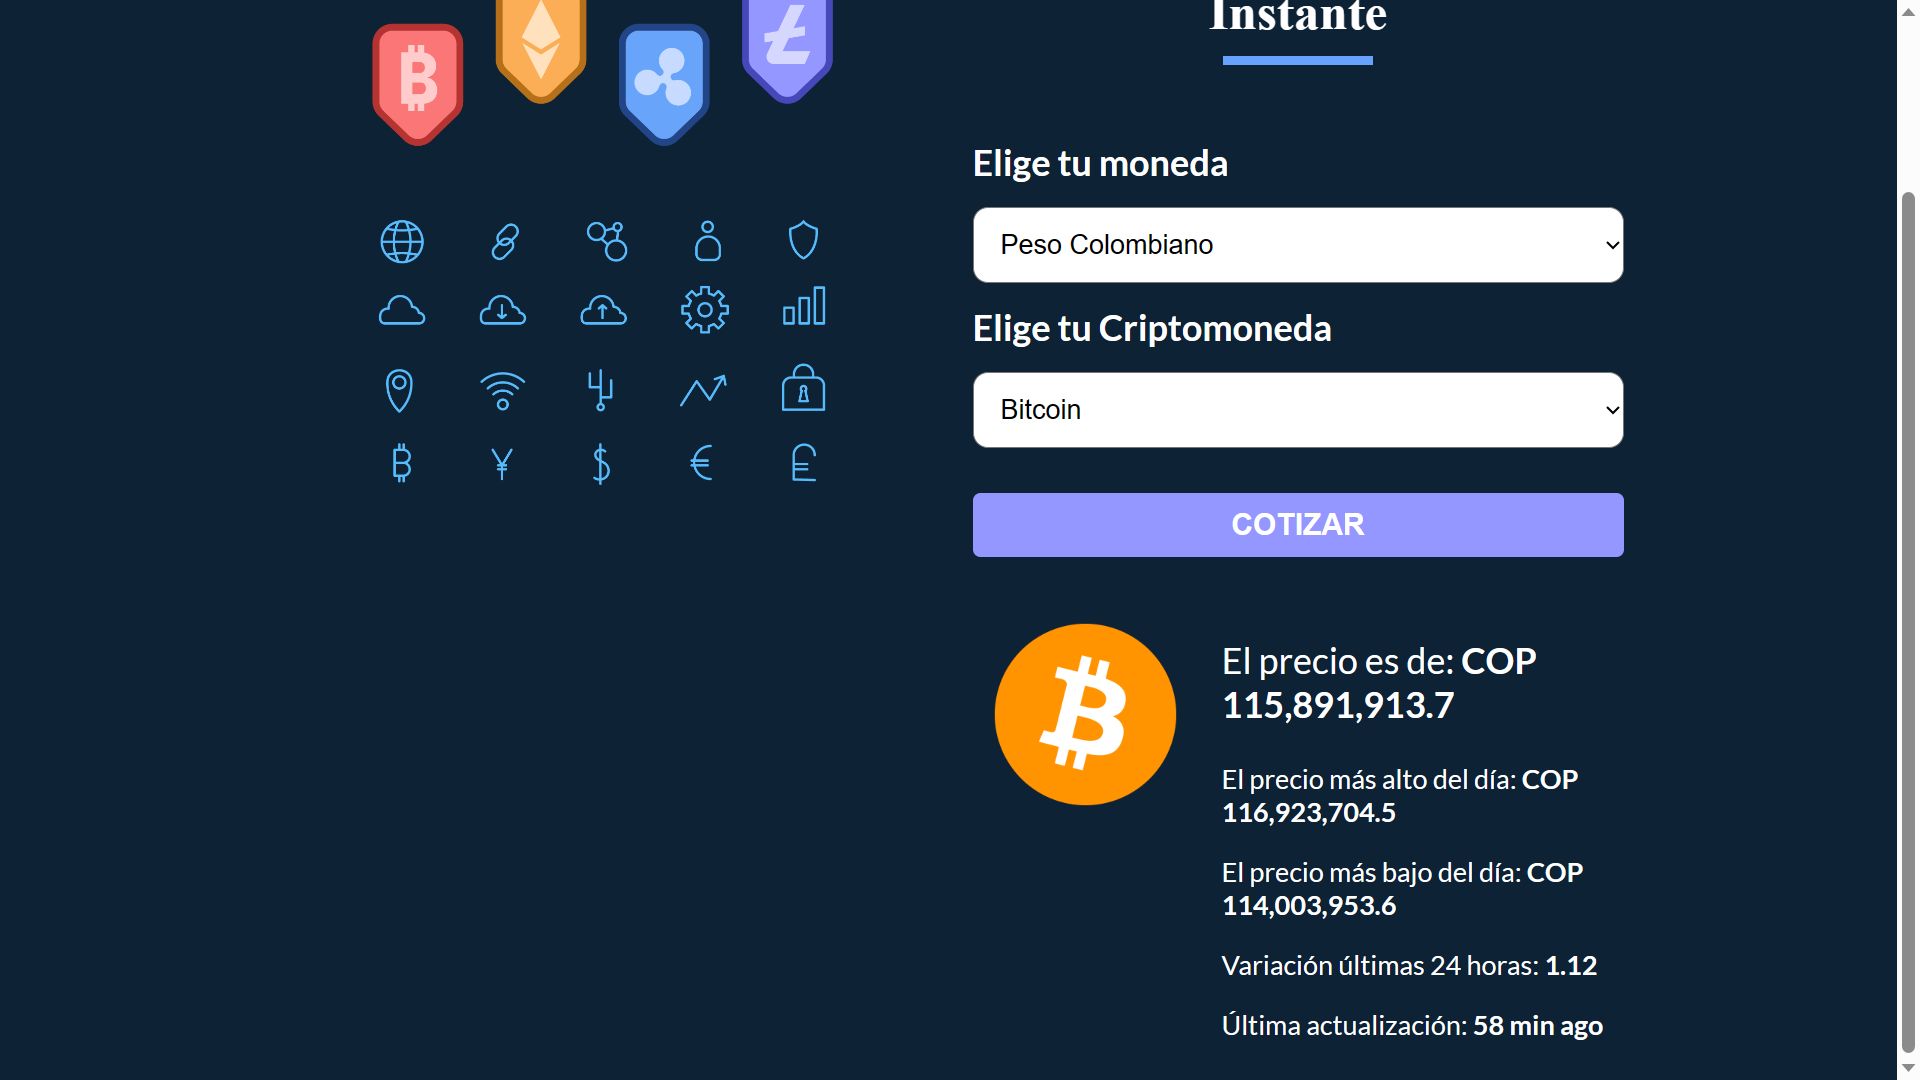 Instante
Elige tu moneda
Peso Colombiano
Elige tu Criptomoneda
Bitcoin
COTIZAR
El precio es de: COP
115,891,913.7
El precio más alto del día: COP
116,923,704.5
El precio más bajo del día: COP
114,003,953.6
Variación últimas 24 horas: 1.12
Última actualización: 58 min ago